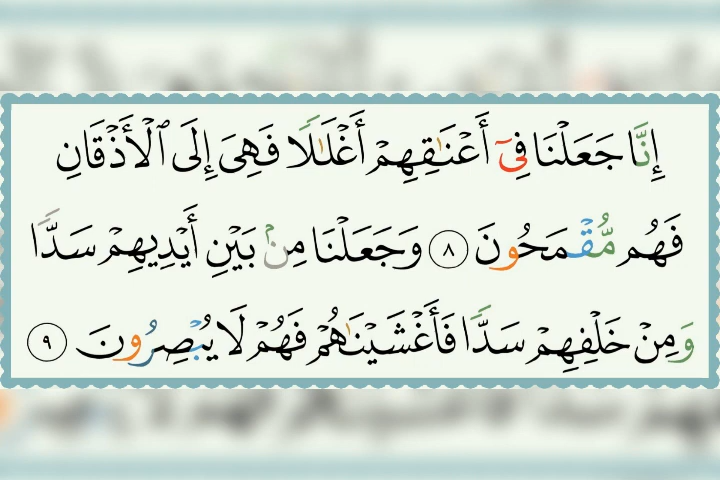 إِنَّا جَعَلْنَا فِيٓ أَعْنَٰقِهِمْ أَغْلَٰلًا فَهِىَ إِلَى ٱلْأَذْقَانِ
فَهُم مُّقْمَحُونَ ٨ وَجَعَلْنَا مِنۢ بَيْنِ أَيْدِيهِمْ سَدًّا
وَمِنْ خَلْفِهِمْ سَدًّا فَأَغْشَيْنَٰهُمْ فَهُمْ لَا يُبْصِرُونَ ٩